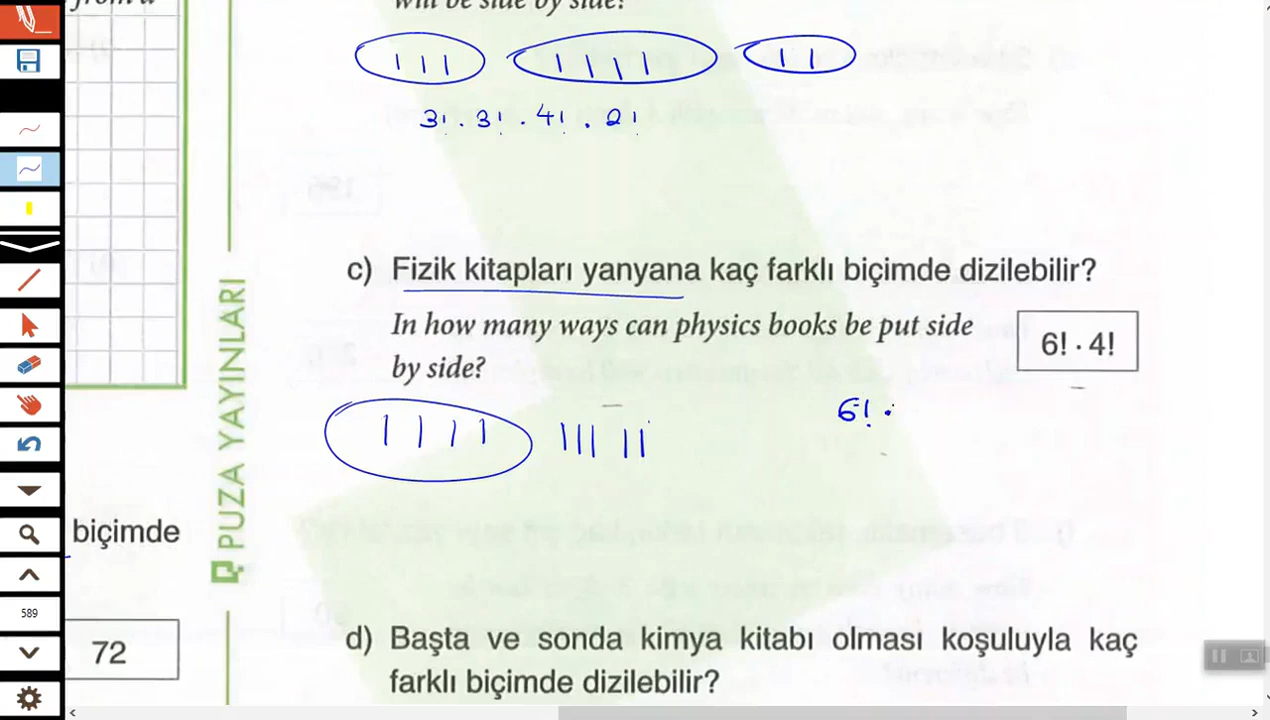 from a
will be side by side?
3! . 3! . 4! . 2!
c) Fizik kitapları yanyana kaç farklı biçimde dizilebilir?
In how many ways can physics books be put side
by side?
6! . 4!
6! .
PUZA YAYINLARI
biçimde
72
589
d) Başta ve sonda kimya kitabı olması koşuluyla kaç
farklı biçimde dizilebilir?